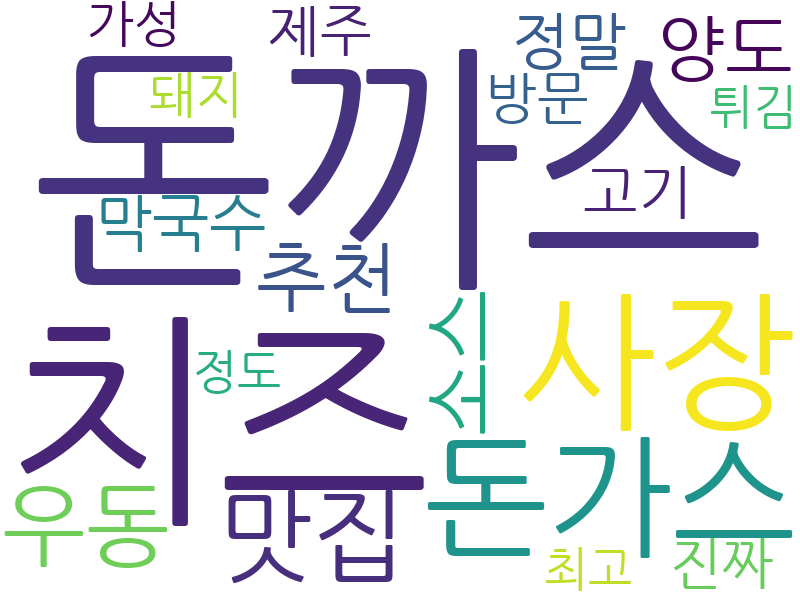 가성
제주
정말
양도
돼지
방문
튀김
돈까스
고기
막국수
추천
치즈
정도
소스
사장
우동
맛집
돈가스
최고
진짜